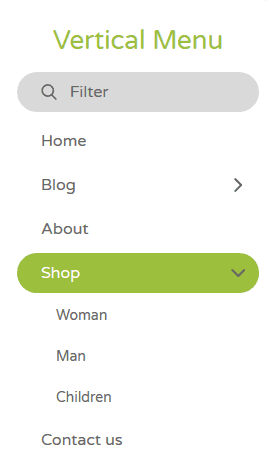 Vertical Menu
Filter
Home
Blog
About
Shop
Woman
Man
Children
Contact us